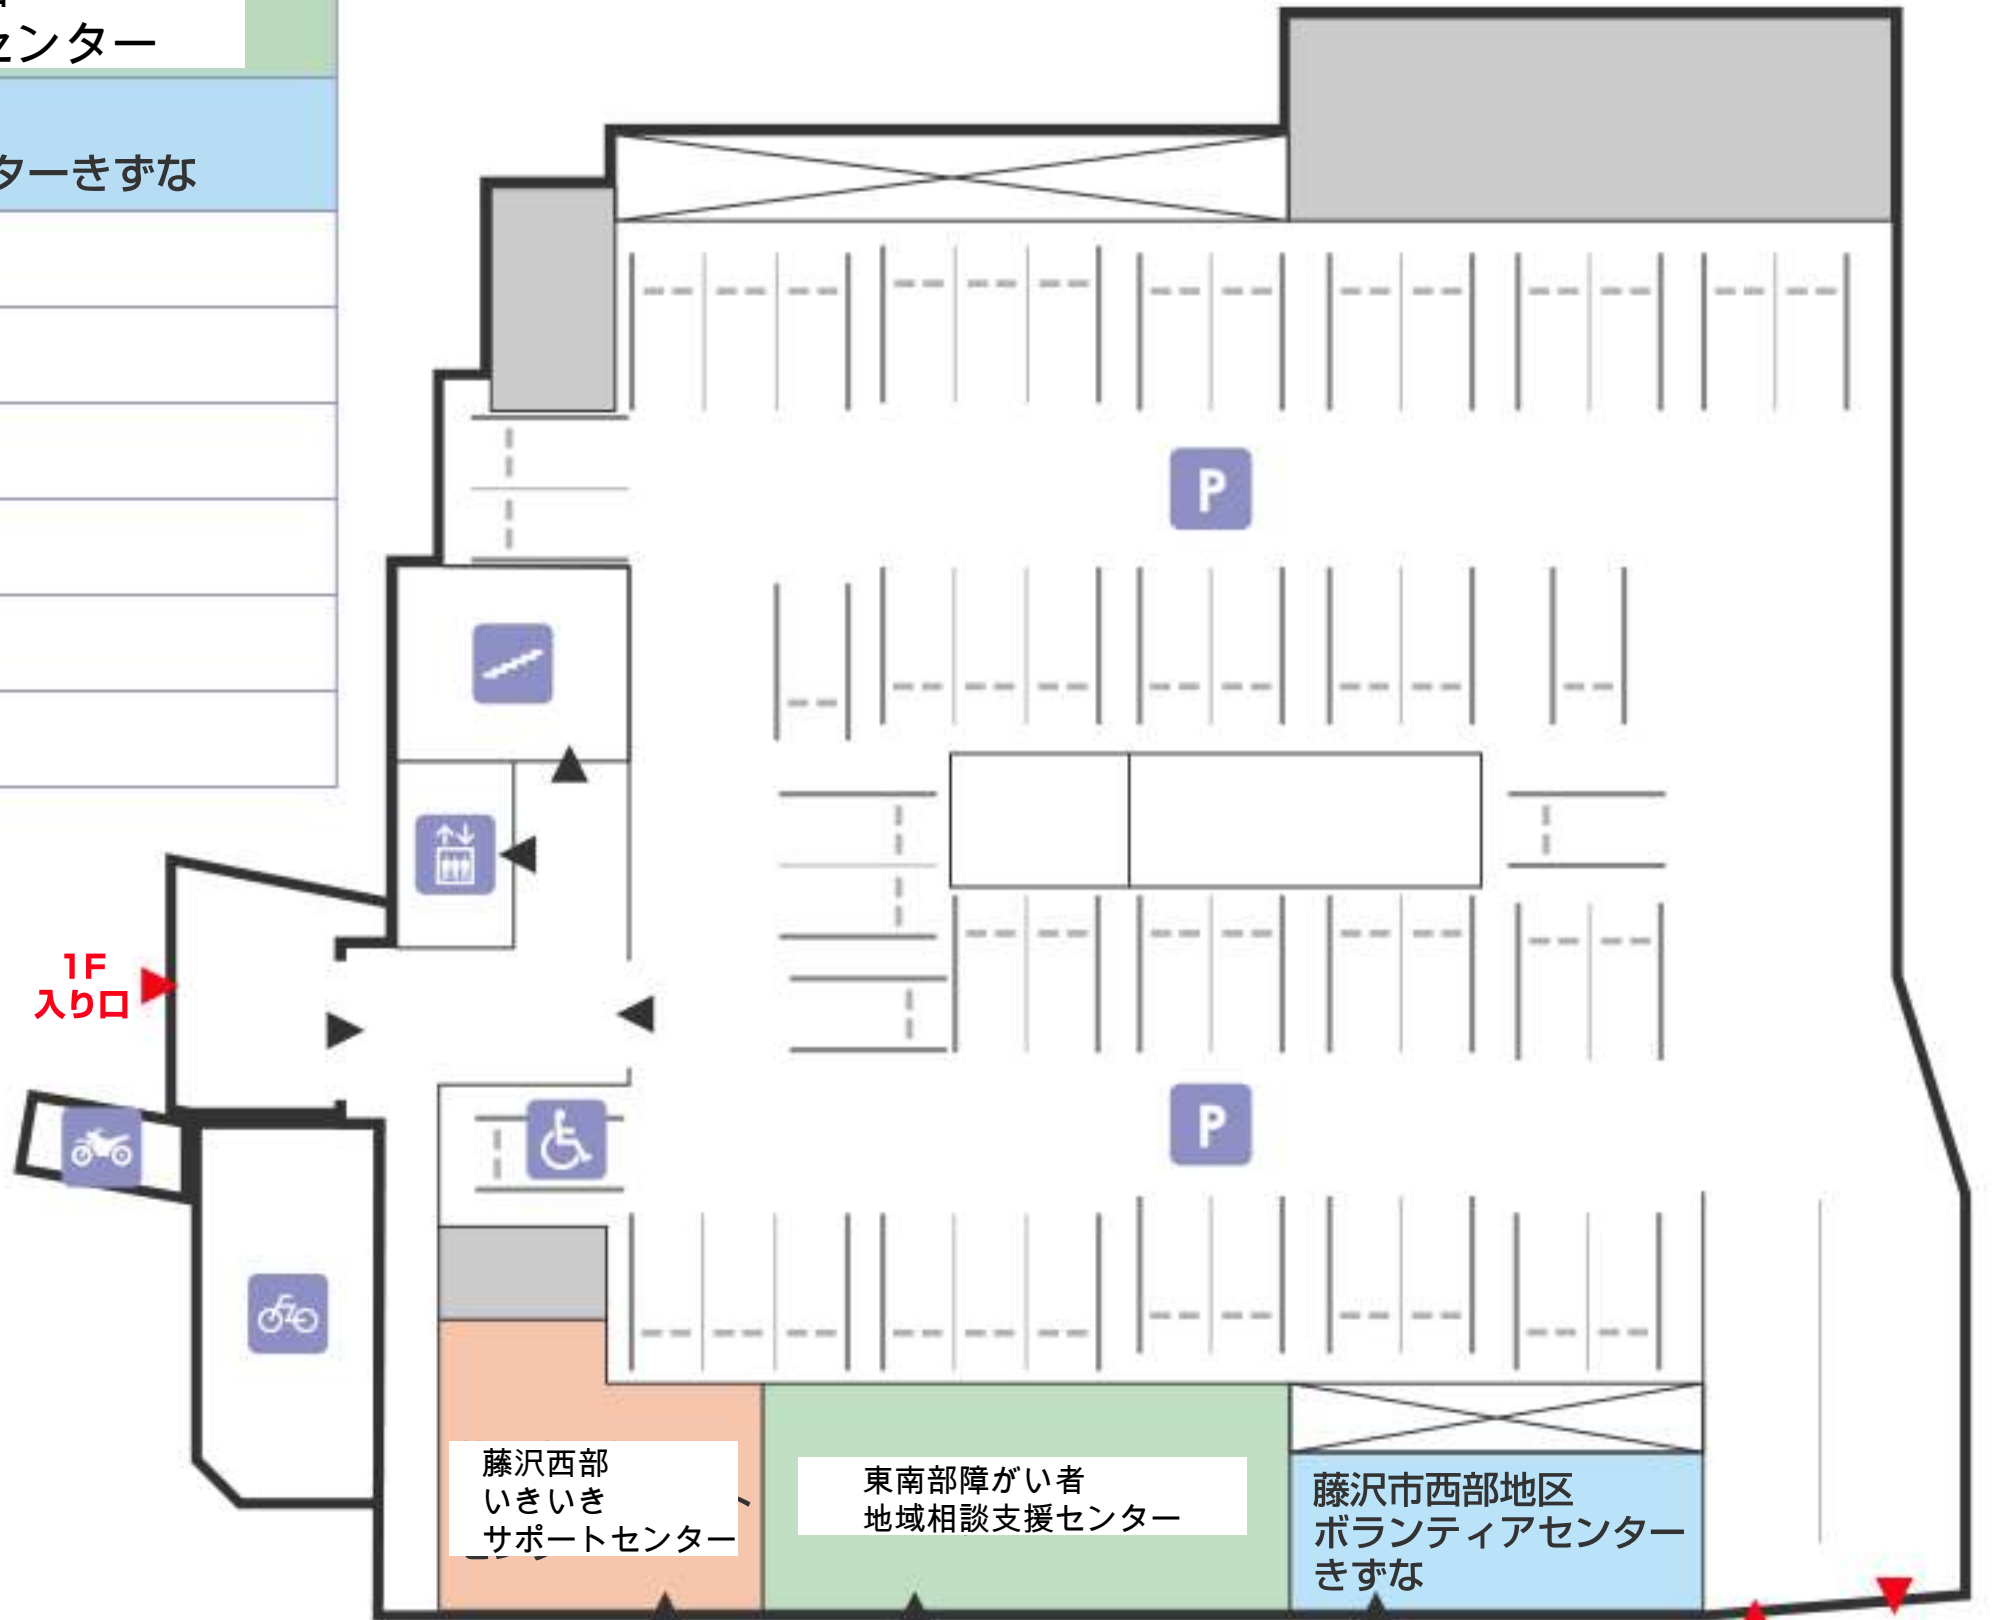 センター
ターきずな
P
1F
入り口
P
藤沢西部
いきいき
サポートセンター
東南部障がい者
地域相談支援センター
藤沢市西部地区
ボランティアセンター
きずな